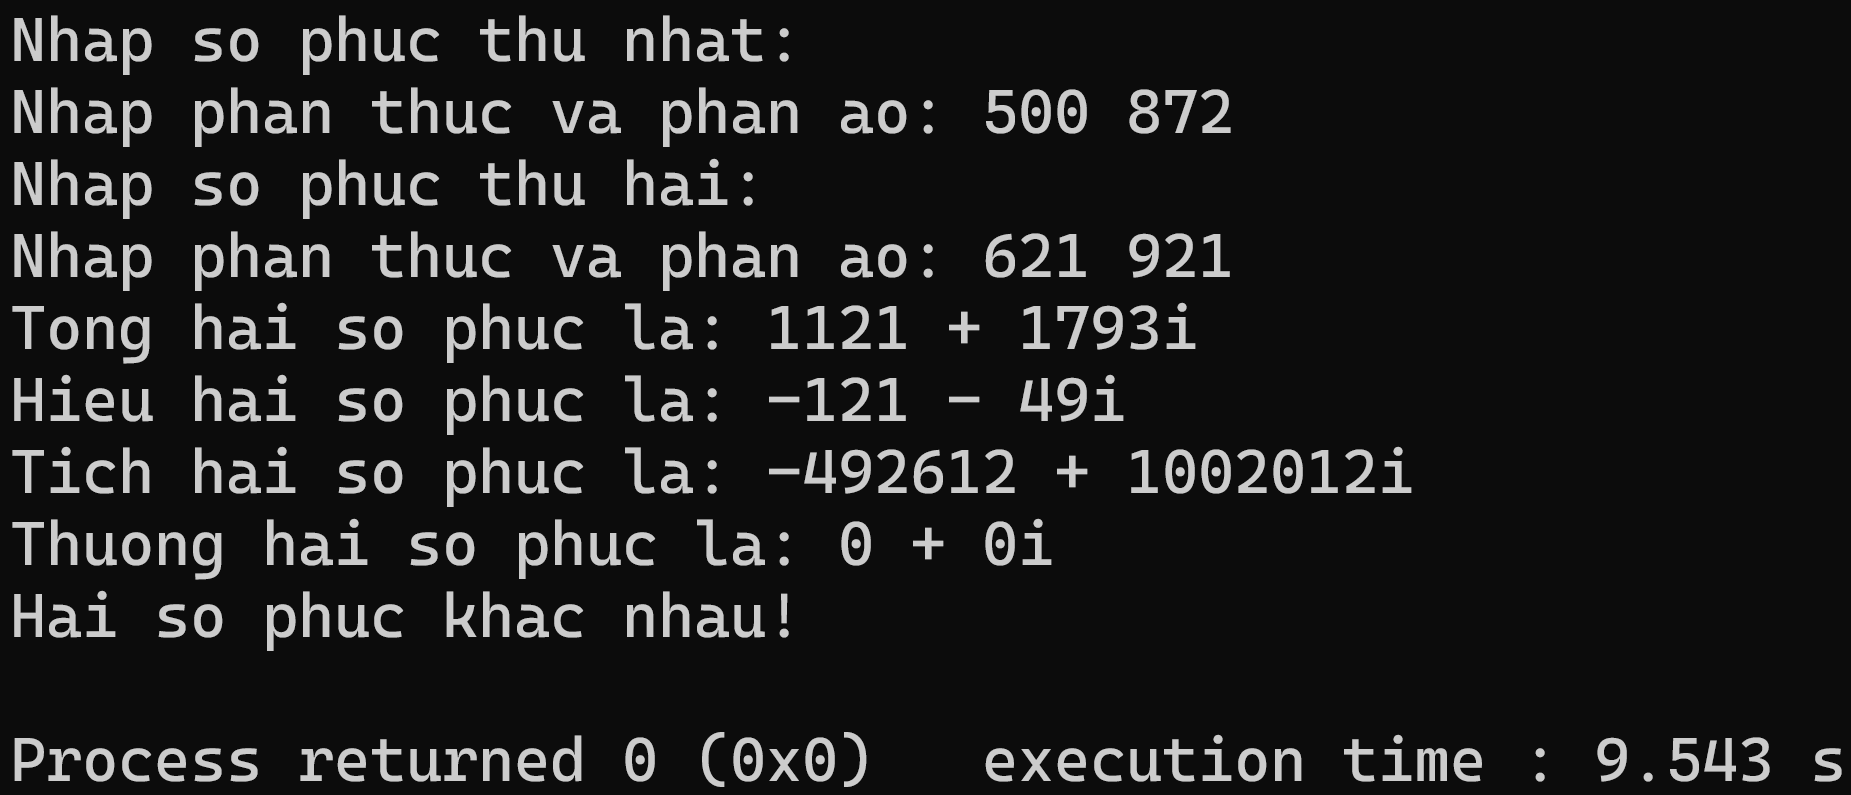 Nhap so phuc thu nhat:
Nhap phan thuc va phan ao: 500 872
Nhap so phuc thu hai:
Nhap phan thuc va phan ao: 621 921
Tong hai so phuc la: 1121 + 1793i
Hieu hai so phuc la: -121 - 49i
Tich hai so phuc la: -492612 + 1002012i
Thuong hai so phuc la: 0 + 0i
Hai so phuc khac nhau!
Process returned 0 (0x0)   execution time : 9.543 s